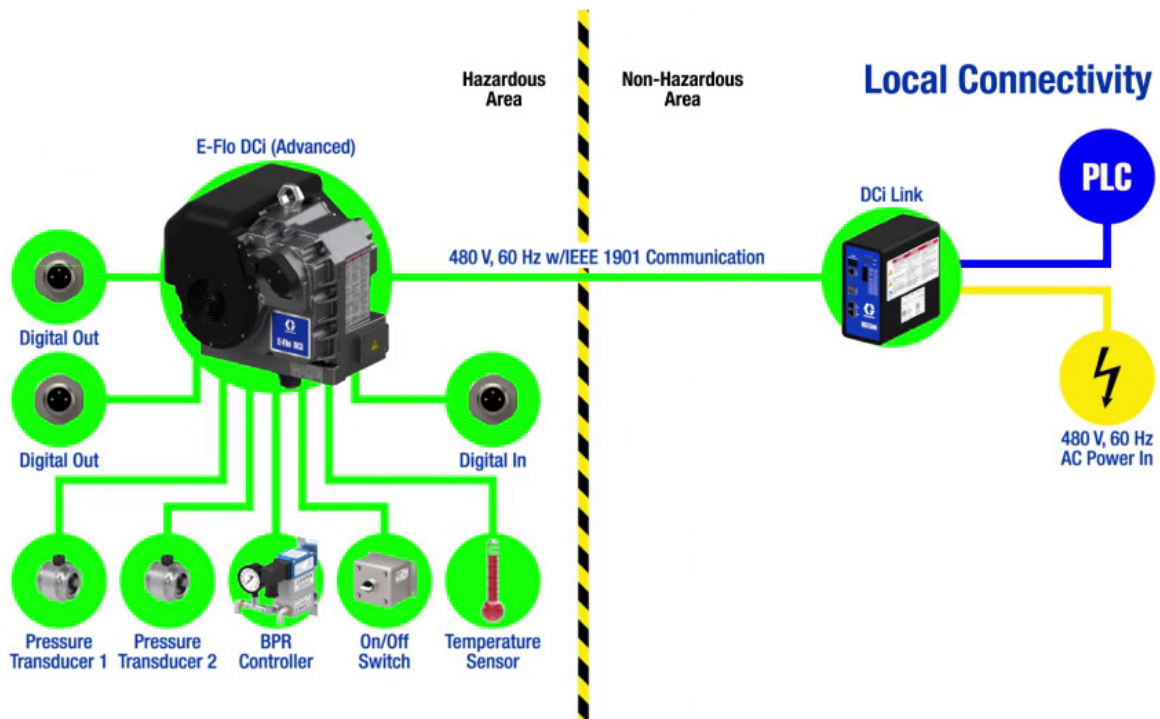 Hazardous
Area
Non-Hazardous
Area
Local Connectivity
E-Flo DCi (Advanced)
PLC
DCi Link
480 V, 60 Hz w/IEEE 1901 Communication
E-Flo DCi
Digital Out
Digital Out
Digital In
480 V, 60 Hz
AC Power In
Pressure
Transducer 1
Pressure
Transducer 2
BPR
Controller
On/Off
Switch
Temperature
Sensor